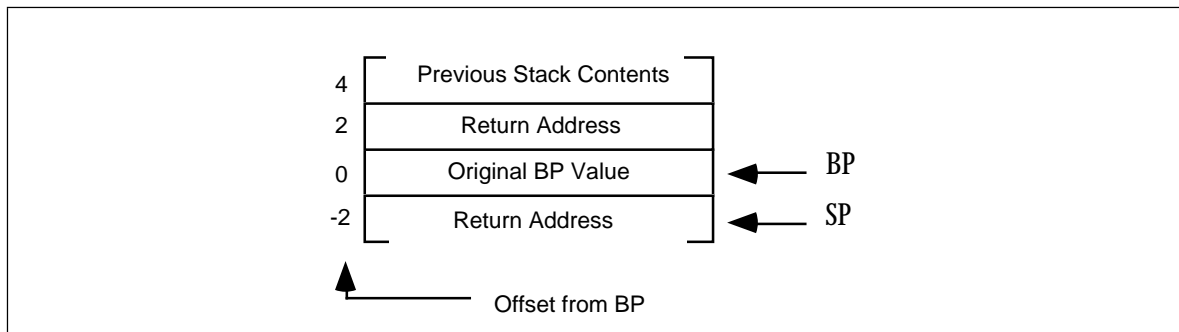 4 Previous Stack Contents
2 Return Address
0 Original BP Value BP
-2 Return Address SP
Offset from BP